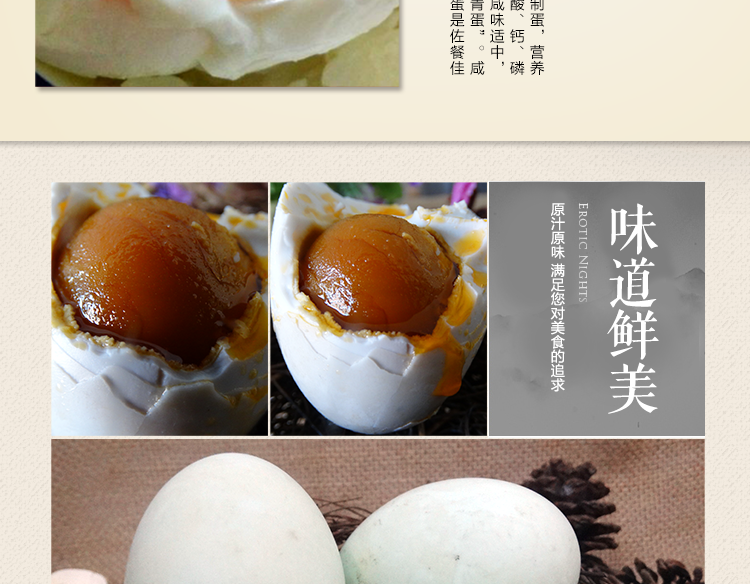 制蛋，营养
酸、钙、磷
咸味适中，
青蛋”。咸
蛋是佐餐佳
味道鲜美
EROTIC NIGHTS
原汁原味 满足您对美食的追求